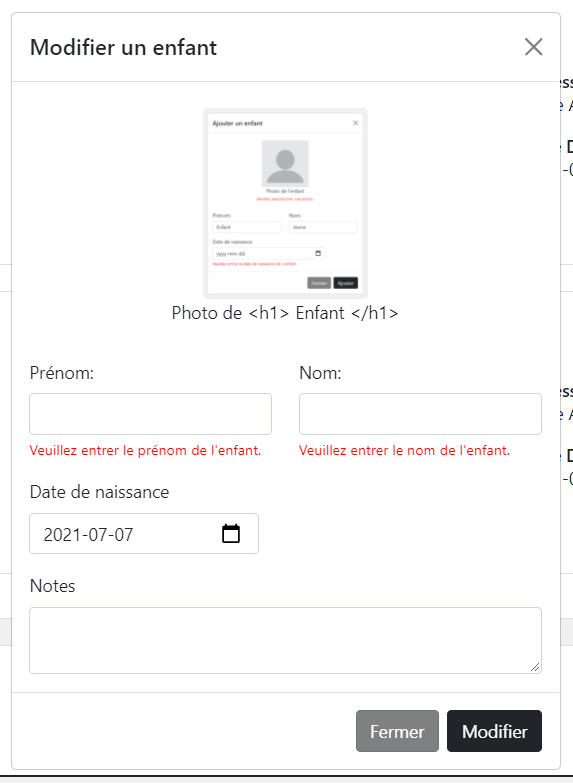 Modifier un enfant
Ajouter un enfant
Photo de l'enfant
Veuillez sélectionner une photo.
Prénom: Nom:
Enfant Jeune
Date de naissance
yyyy-mm-dd
Veuillez entrer la date de naissance de l'enfant.
Fermer Ajouter
Photo de <h1> Enfant </h1>
Prénom: Nom:
Veuillez entrer le prénom de l'enfant. Veuillez entrer le nom de l'enfant.
Date de naissance
2021-07-07
Notes
Fermer Modifier